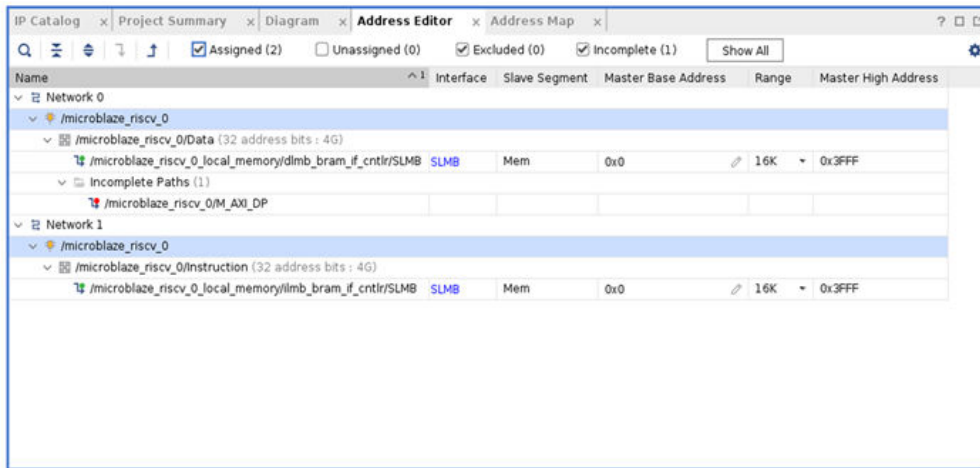 IP Catalog × Project Summary × Diagram × Address Editor × Address Map × ?
Assigned (2) Unassigned (0) Excluded (0) Incomplete (1) Show All
Name 1 Interface Slave Segment Master Base Address Range Master High Address
Network 0
/microblaze_riscv_0
/microblaze_riscv_0/Data (32 address bits : 4G)
/microblaze_riscv_0_local_memory/dlmb_bram_if_cntlr/SLMB SLMB Mem 0x0 16K 0x3FFF
Incomplete Paths (1)
/microblaze_riscv_0/M_AXI_DP
Network 1
/microblaze_riscv_0
/microblaze_riscv_0/Instruction (32 address bits : 4G)
/microblaze_riscv_0_local_memory/ilmb_bram_if_cntlr/SLMB SLMB Mem 0x0 16K 0x3FFF